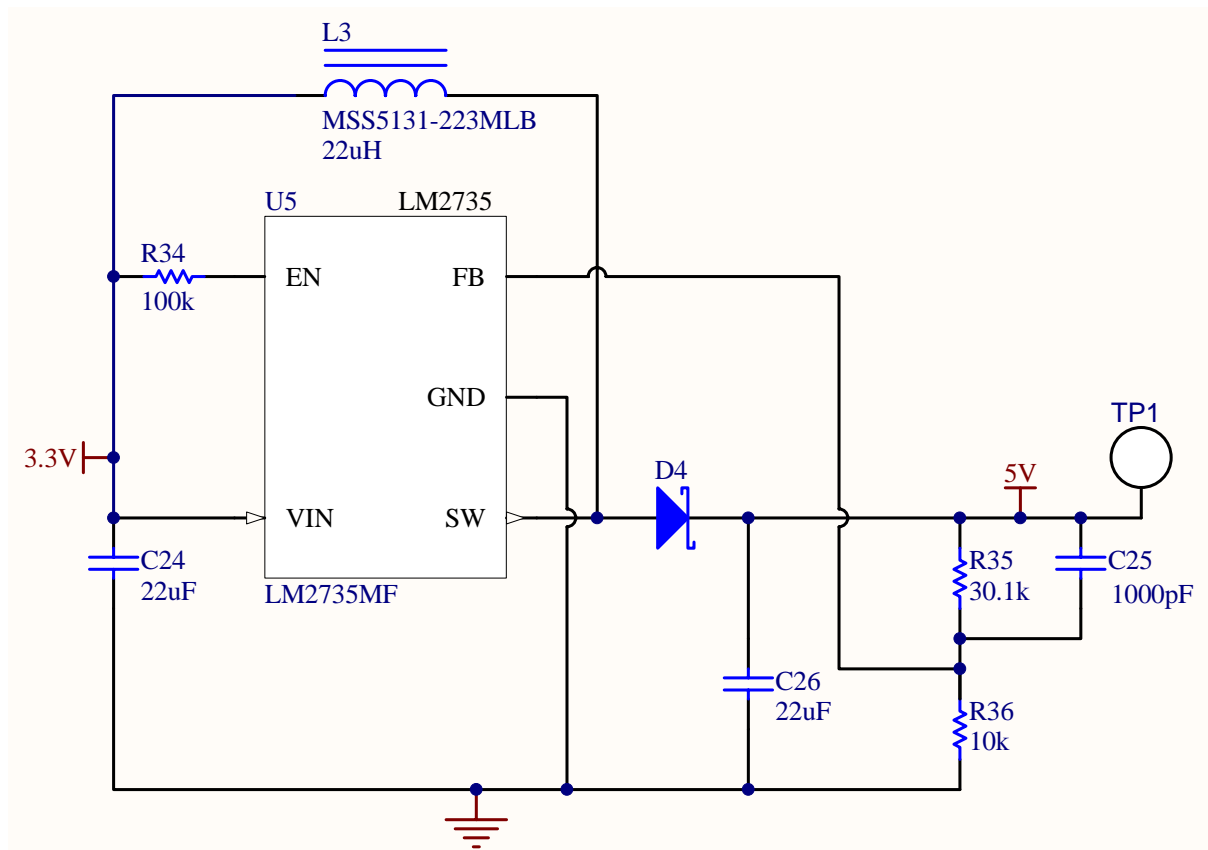 L3
MSS5131-223MLB
22uH
U5
LM2735
R34
100k
EN
FB
GND
3.3V
VIN
SW
LM2735MF
C24
22uF
D4
5V
TP1
R35
30.1k
C25
1000pF
C26
22uF
R36
10k